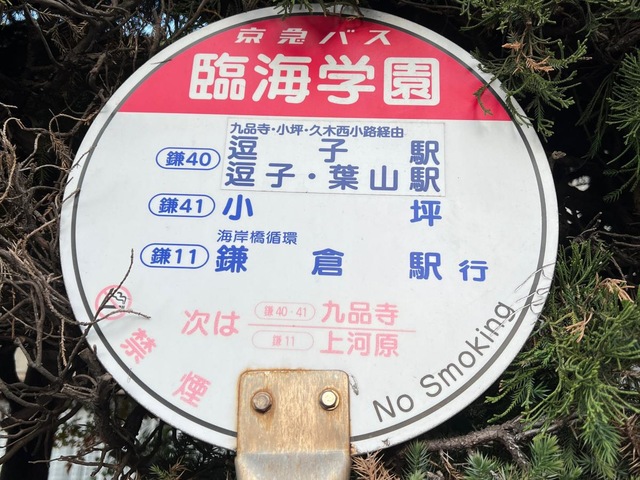 京急バス
臨海学園
九品寺・小坪・久木西小路経由
鎌40 逗子駅
逗子・葉山駅
鎌41 小坪
海岸橋循環
鎌11 鎌倉駅行
次は 鎌40・41 九品寺
鎌11 上河原
禁煙
No Smoking